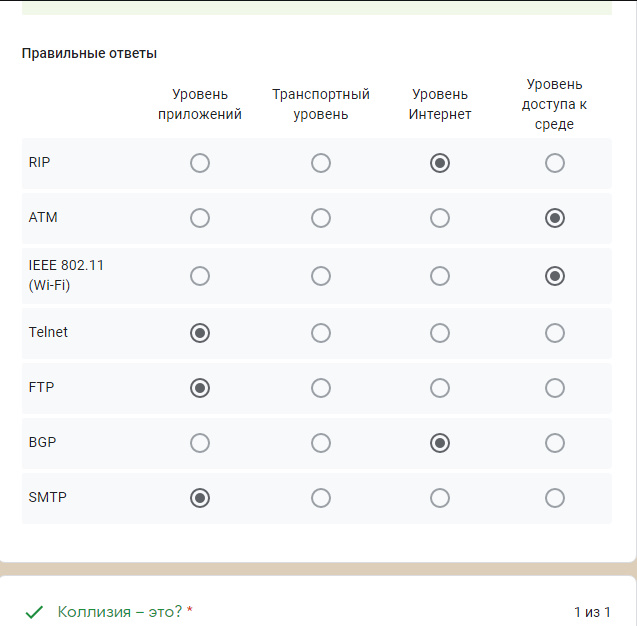 Правильные ответы
Уровень приложений
Транспортный уровень
Уровень Интернет
Уровень доступа к среде
RIP
ATM
IEEE 802.11
(Wi-Fi)
Telnet
FTP
BGP
SMTP
Коллизия – это? * 1 из 1